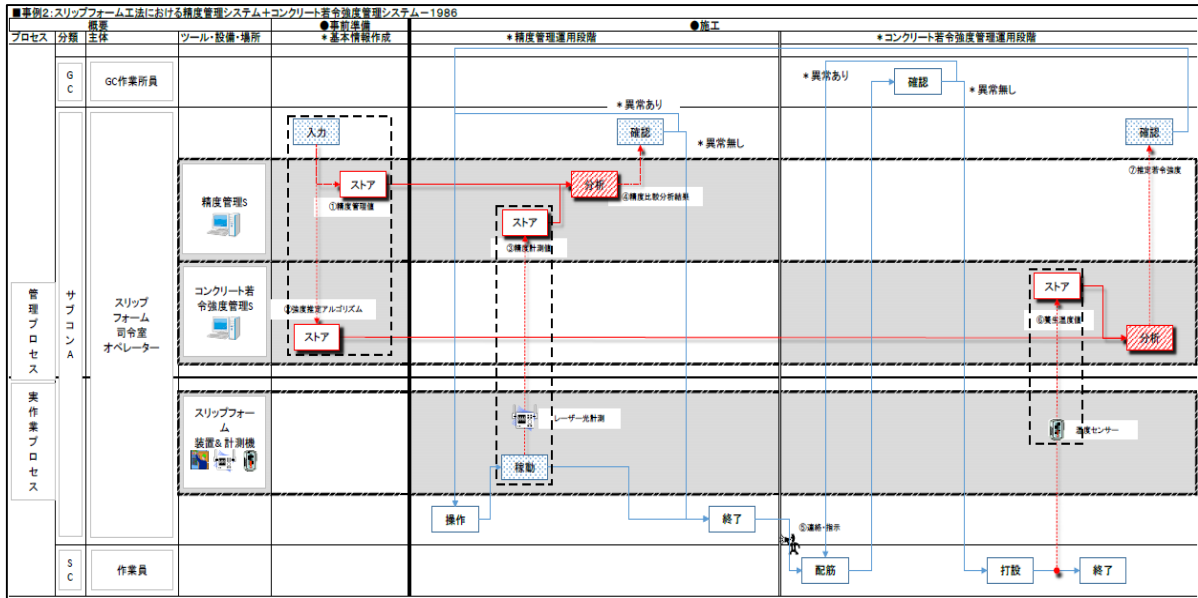 ■事例2:スリップフォーム工法における精度管理システム+コンクリート若令強度管理システム－1986
概要
●事前準備
●施工
プロセス
分類
主体
ツール・設備・場所
*基本情報作成
*精度管理運用段階
*コンクリート若令強度管理運用段階
GC
GC作業所員
*異常あり
確認
*異常無し
*異常あり
入力
確認
*異常無し
確認
精度管理S
ストア
①精度管理値
分析
④精度比較分析結果
⑦推定若令強度
ストア
③精度計測値
管理プロセス
サブコンA
スリップ
フォーム
司令室
オペレーター
コンクリート若
令強度管理S
②強度推定アルゴリズム
ストア
ストア
⑥養生温度値
分析
実作業プロセス
スリップフォー
ム
装置&計測機
レーザー光計測
温度センサー
稼動
操作
終了
⑤連絡・指示
SC
作業員
配筋
打設
終了